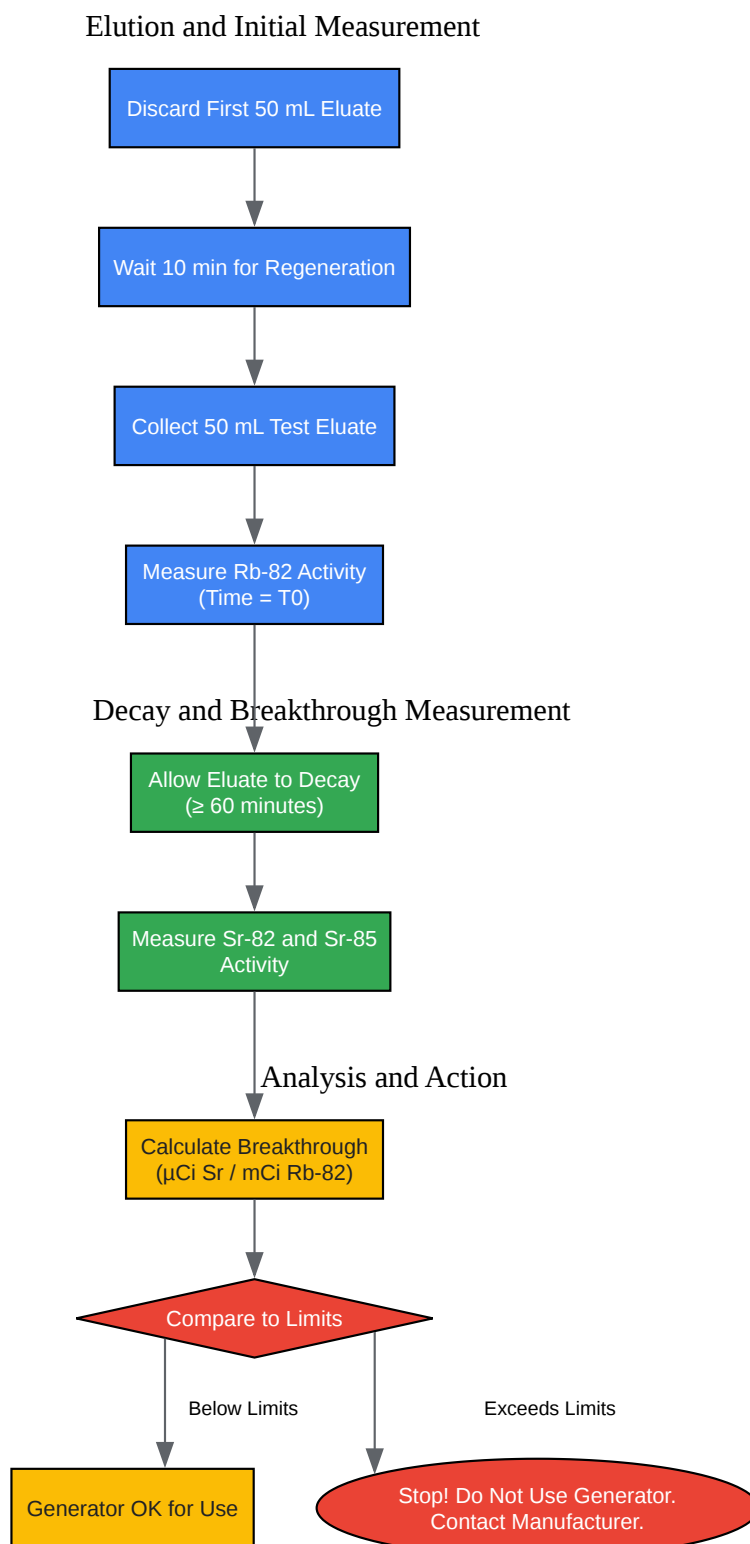 Elution and Initial Measurement
Discard First 50 mL Eluate
Wait 10 min for Regeneration
Collect 50 mL Test Eluate
Measure Rb-82 Activity
(Time = T0)
Decay and Breakthrough Measurement
Allow Eluate to Decay
(≥ 60 minutes)
Measure Sr-82 and Sr-85
Activity
Analysis and Action
Calculate Breakthrough
(µCi Sr / mCi Rb-82)
Compare to Limits
Below Limits
Exceeds Limits
Generator OK for Use
Stop! Do Not Use Generator.
Contact Manufacturer.